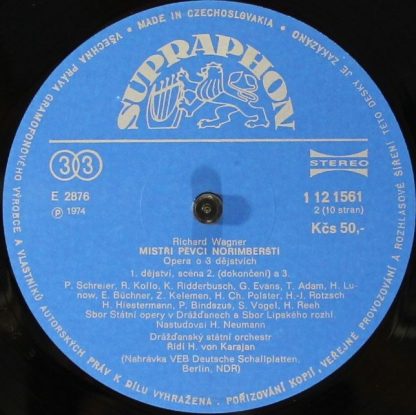 VŠECHNA PRÁVA GRAMOFONOVÉHO VÝROBCE A VLASTNÍKŮ AUTORSKÝCH PRÁV K DÍLU VYHRAŽENA. POŘIZOVÁNÍ KOPIÍ, VEŘEJNÉ PROVOZOVÁNÍ A ROZHLASOVÉ ŠÍŘENÍ TÉTO DESKY JE ZAKÁZÁNO • MADE IN CZECHOSLOVAKIA •
SUPRAPHON
33
STEREO
E 2876
1 12 1561
Ⓟ 1974
2 (10 stran)
Kčs 50,-
Richard Wagner
MISTŘI PĚVCI NORIMBERŠTÍ
Opera o 3 dějstvích
1. dějství, scéna 2. (dokončení) a 3.
P. Schreier, R. Kollo, K. Ridderbusch, G. Evans, T. Adam, H. Lu-
now, E. Büchner, Z. Kelemen, H. Ch. Polster, H.-J. Rotzsch
H. Hiestermann, P. Bindszus, S. Vogel, H. Reeh
Sbor Státní opery v Drážďanech a Sbor Lipského rozhl.
Nastudoval H. Neumann
Drážďanský státní orchestr
Řídí H. von Karajan
(Nahrávka VEB Deutsche Schallplatten,
Berlin, NDR)